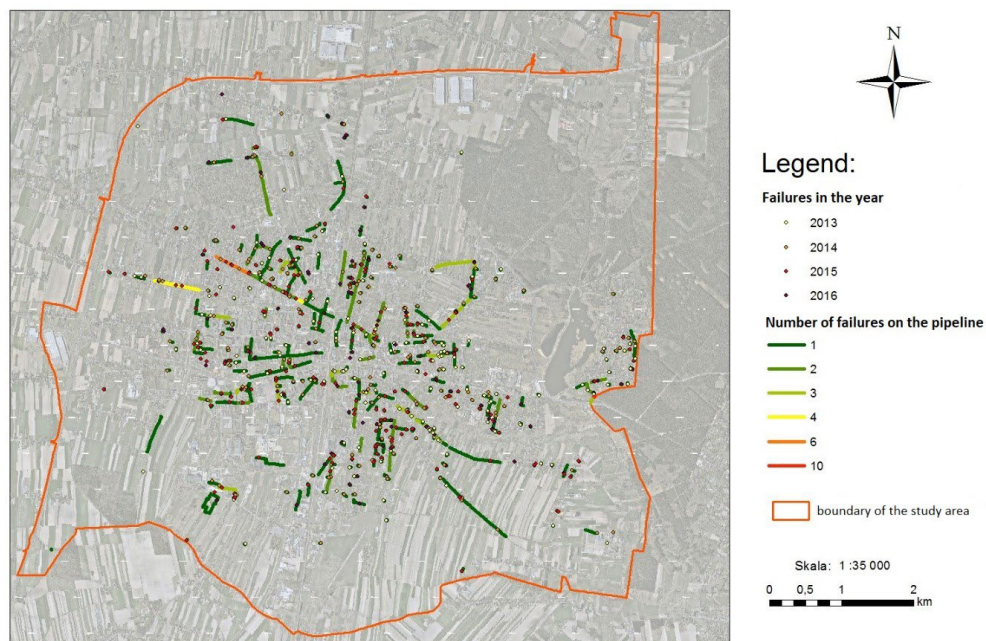 N
Legend:
Failures in the year
2013
2014
2015
2016
Number of failures on the pipeline
1
2
3
4
6
10
boundary of the study area
Skala: 1 :35 000
0 0,5 1 2
km